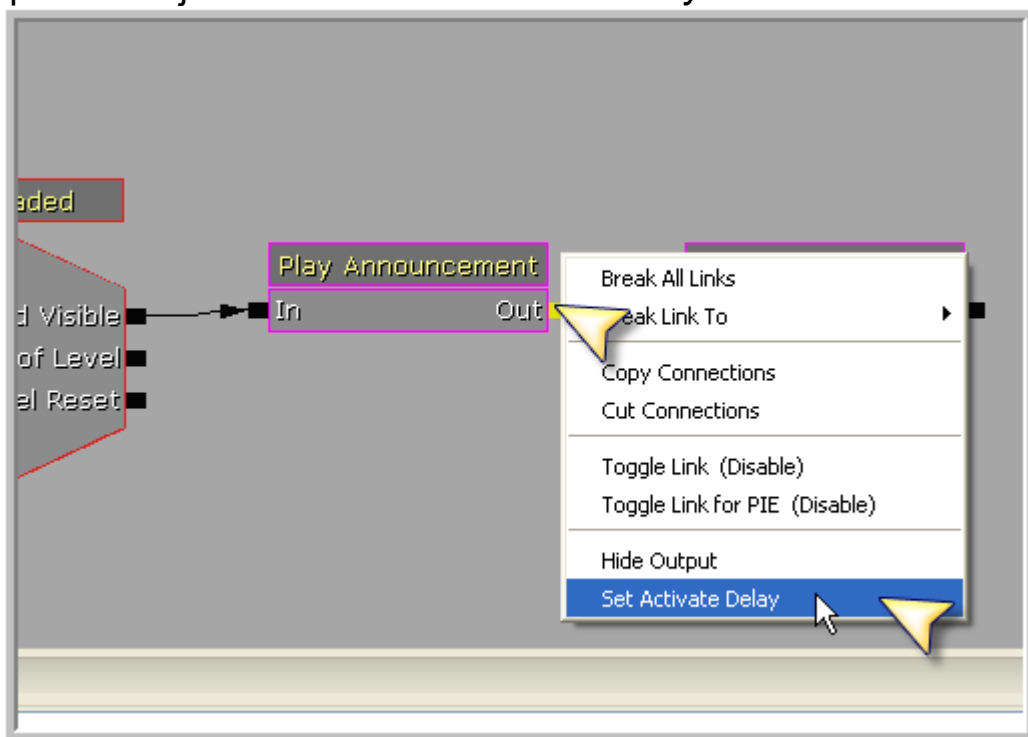 aded
Play Announcement
In Out
d Visible
of Level
el Reset
Break All Links
eak Link To
Copy Connections
Cut Connections
Toggle Link (Disable)
Toggle Link for PIE (Disable)
Hide Output
Set Activate Delay